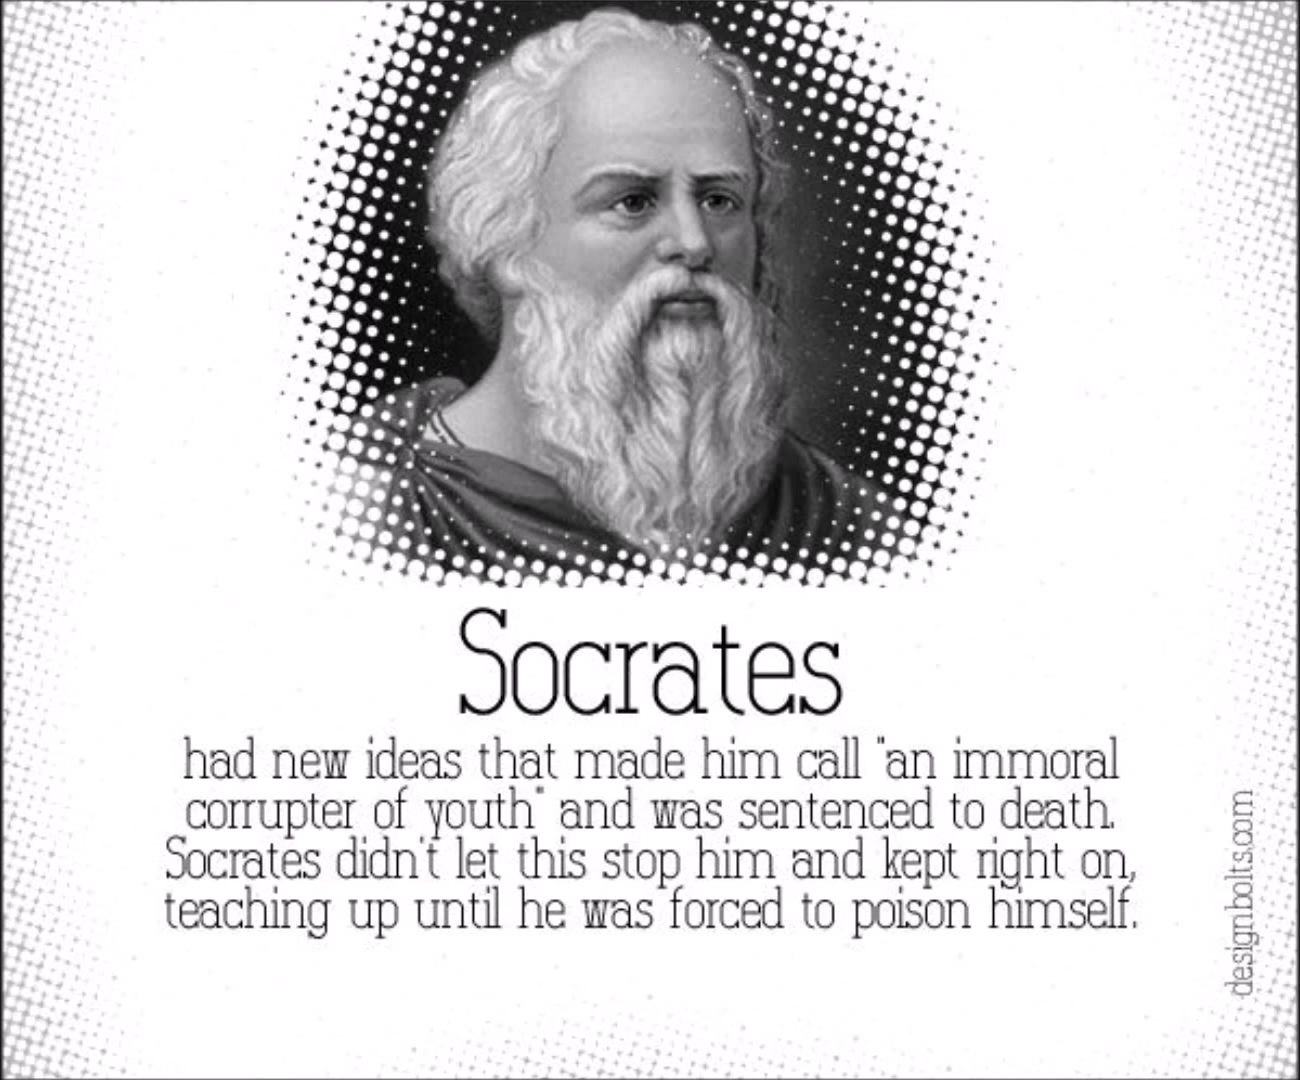 Socrates
had new ideas that made him call "an immoral
corrupter of youth" and was sentenced to death.
Socrates didn't let this stop him and kept right on,
teaching up until he was forced to poison himself.
designbolts.com